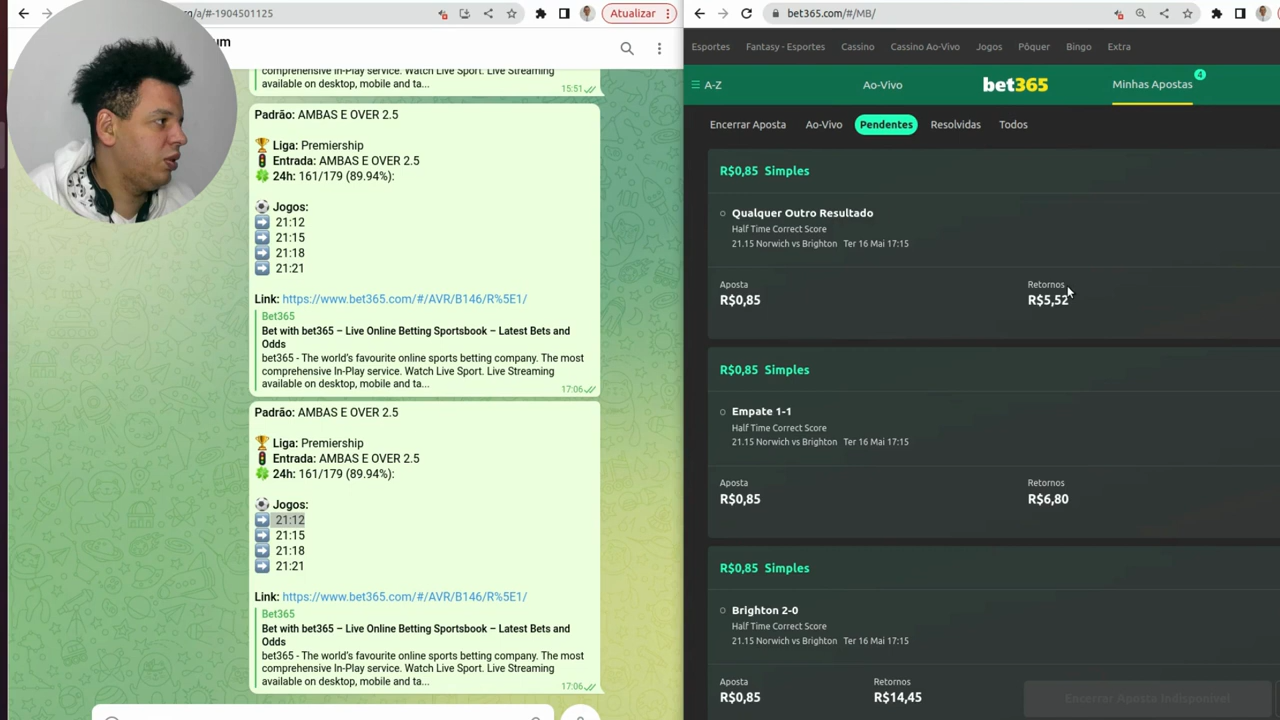 a/#-1904501125
Atualizar
um
comprehensive In-Play service. Watch Live Sport. Live Streaming
available on desktop, mobile and ta...
15:51
Padrão: AMBAS E OVER 2.5
🏆 Liga: Premiership
🚦 Entrada: AMBAS E OVER 2.5
🍀 24h: 161/179 (89.94%):
⚽ Jogos:
➡️ 21:12
➡️ 21:15
➡️ 21:18
➡️ 21:21
Link: https://www.bet365.com/#/AVR/B146/R%5E1/
Bet365
Bet with bet365 – Live Online Betting Sportsbook – Latest Bets and
Odds
bet365 - The world's favourite online sports betting company. The most
comprehensive In-Play service. Watch Live Sport. Live Streaming
available on desktop, mobile and ta...
17:06
Padrão: AMBAS E OVER 2.5
🏆 Liga: Premiership
🚦 Entrada: AMBAS E OVER 2.5
🍀 24h: 161/179 (89.94%):
⚽ Jogos:
➡️ 21:12
➡️ 21:15
➡️ 21:18
➡️ 21:21
Link: https://www.bet365.com/#/AVR/B146/R%5E1/
Bet365
Bet with bet365 – Live Online Betting Sportsbook – Latest Bets and
Odds
bet365 - The world's favourite online sports betting company. The most
comprehensive In-Play service. Watch Live Sport. Live Streaming
available on desktop, mobile and ta...
17:06
bet365.com/#/MB/
Esportes Fantasy - Esportes Cassino Cassino Ao-Vivo Jogos Pôquer Bingo Extra
A-Z Ao-Vivo bet365 Minhas Apostas 4
Encerrar Aposta Ao-Vivo Pendentes Resolvidas Todos
R$0,85 Simples
Qualquer Outro Resultado
Half Time Correct Score
21.15 Norwich vs Brighton Ter 16 Mai 17:15
Aposta Retornos
R$0,85 R$5,52
R$0,85 Simples
Empate 1-1
Half Time Correct Score
21.15 Norwich vs Brighton Ter 16 Mai 17:15
Aposta Retornos
R$0,85 R$6,80
R$0,85 Simples
Brighton 2-0
Half Time Correct Score
21.15 Norwich vs Brighton Ter 16 Mai 17:15
Aposta Retornos
R$0,85 R$14,45
Encerrar Aposta Indisponível